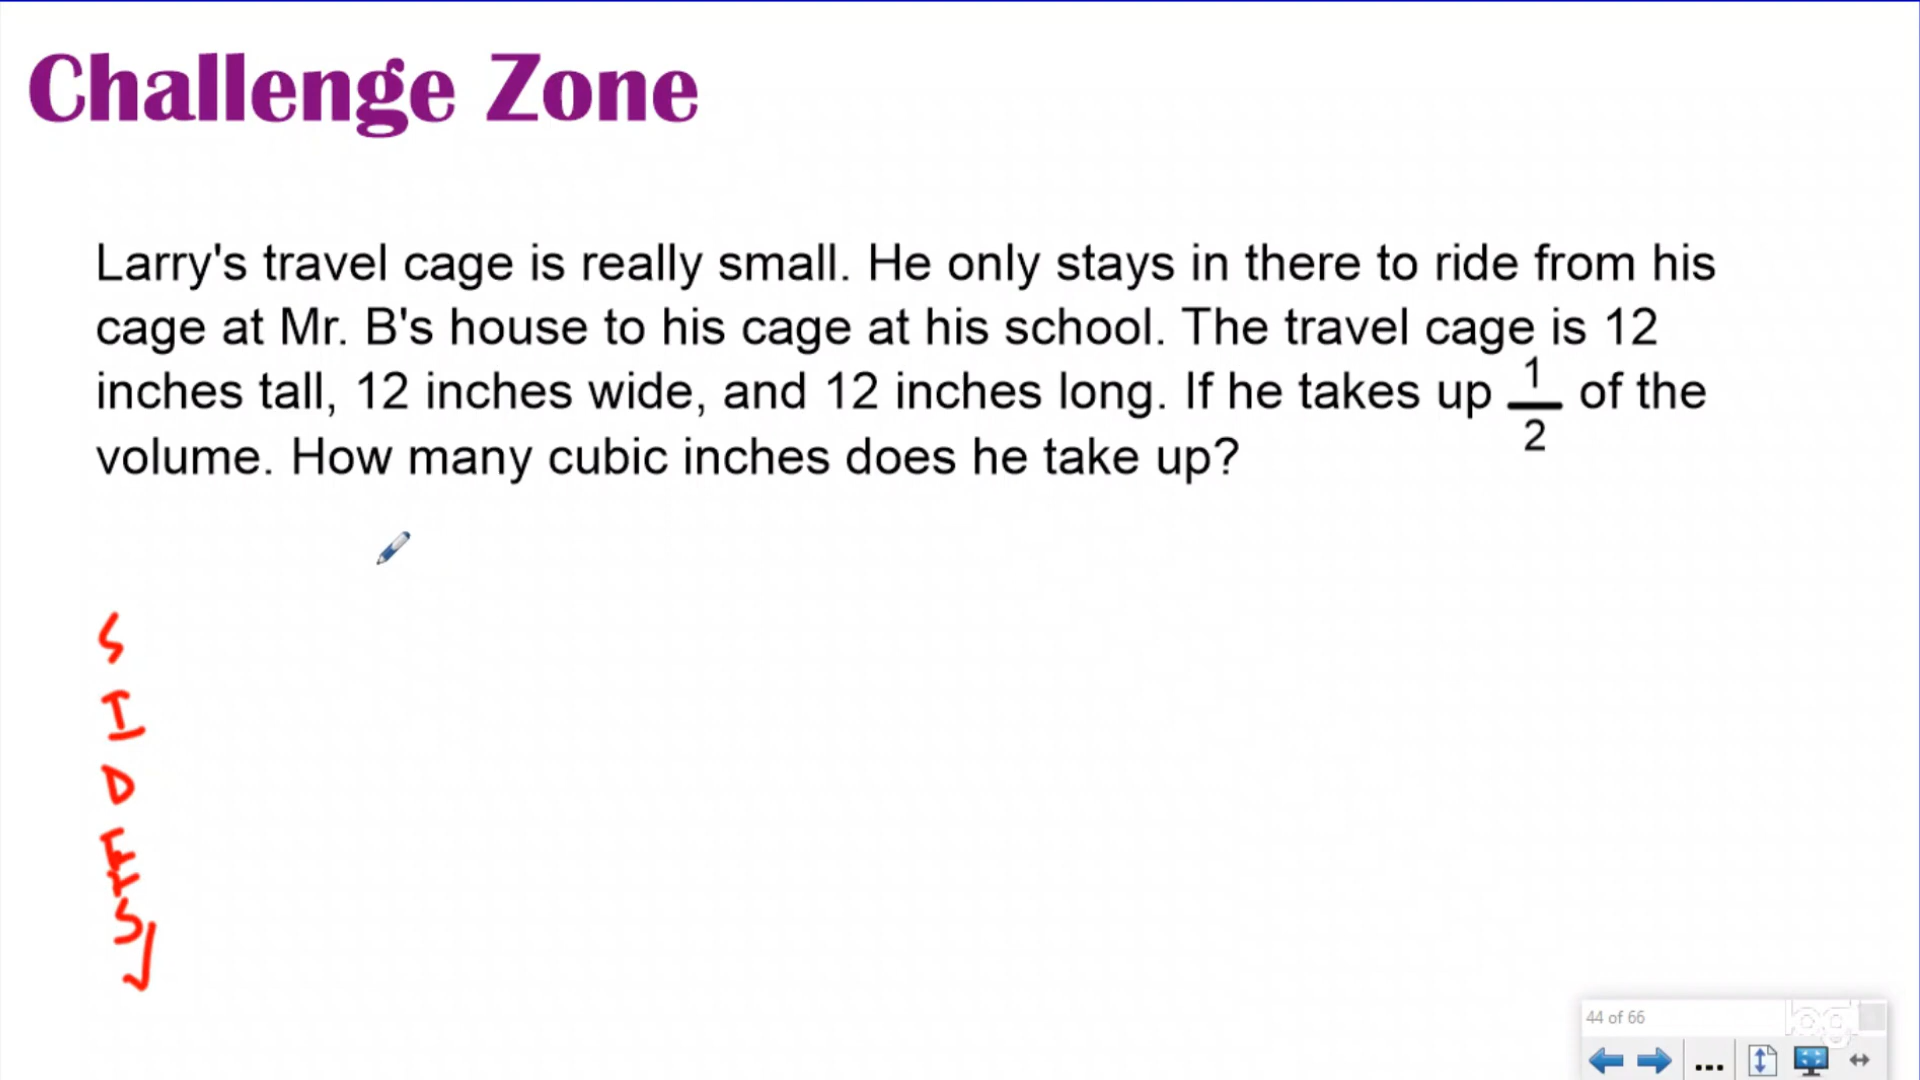 Challenge Zone
Larry's travel cage is really small. He only stays in there to ride from his
cage at Mr. B's house to his cage at his school. The travel cage is 12
inches tall, 12 inches wide, and 12 inches long. If he takes up 1/2 of the
volume. How many cubic inches does he take up?
S
I
D
E
S
44 of 66
...